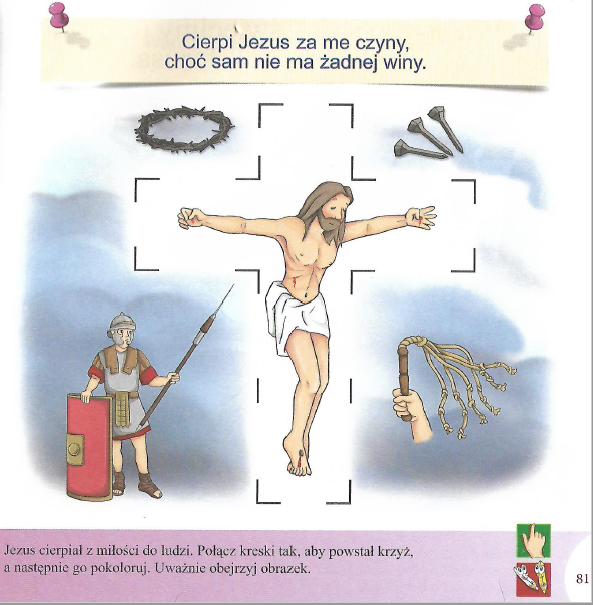 Cierpi Jezus za me czyny,
choć sam nie ma żadnej winy.
Jezus cierpiał z miłości do ludzi. Połącz kreski tak, aby powstał krzyż,
a następnie go pokoloruj. Uważnie obejrzyj obrazek.
81